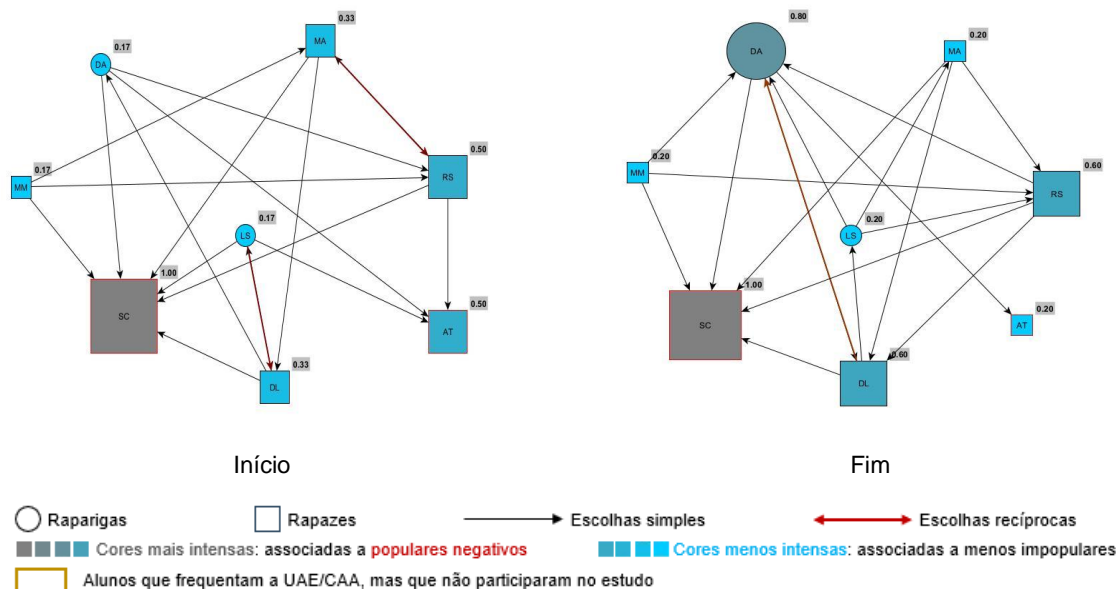 0.33
MA
0.17
DA
0.50
RS
0.17
MM
0.17
LS
1.00
SC
0.50
AT
0.33
DL
0.80
DA
0.20
MA
0.20
MM
0.60
RS
0.20
LS
1.00
SC
0.20
AT
0.60
DL
Início
Fim
Raparigas
Rapazes
Escolhas simples
Escolhas recíprocas
Cores mais intensas: associadas a populares negativos
Cores menos intensas: associadas a menos impopulares
Alunos que frequentam a UAE/CAA, mas que não participaram no estudo